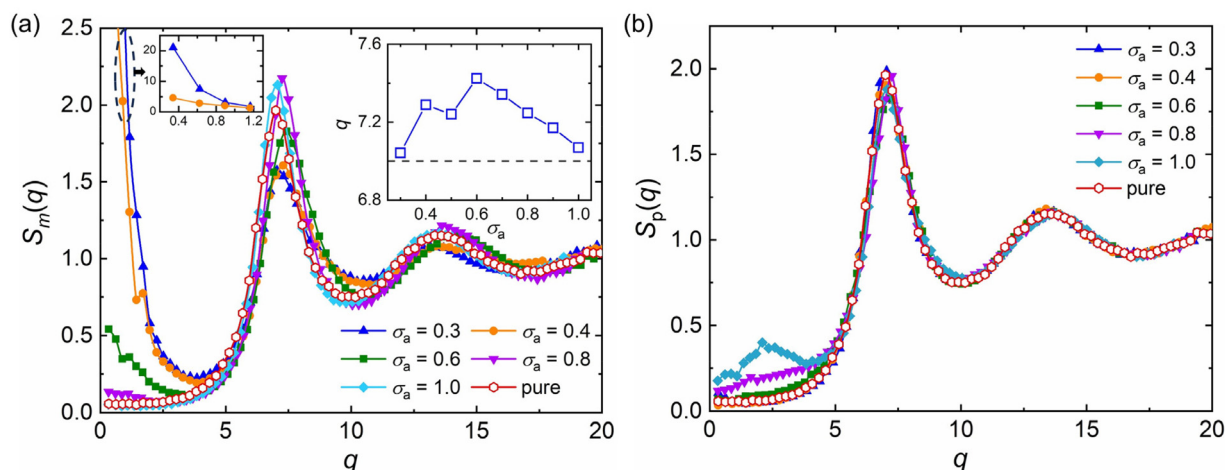 (a)
2.5
2.0
1.5
1.0
0.5
0.0
S_m(q)
20
10
0
0.4 0.8 1.2
7.6
7.2
6.8
q
0.4 0.6 0.8 1.0
σ_a
σ_a = 0.3 σ_a = 0.4
σ_a = 0.6 σ_a = 0.8
σ_a = 1.0 pure
0 5 10 15 20
q
(b)
2.0
1.5
1.0
0.5
0.0
S_p(q)
σ_a = 0.3
σ_a = 0.4
σ_a = 0.6
σ_a = 0.8
σ_a = 1.0
pure
0 5 10 15 20
q